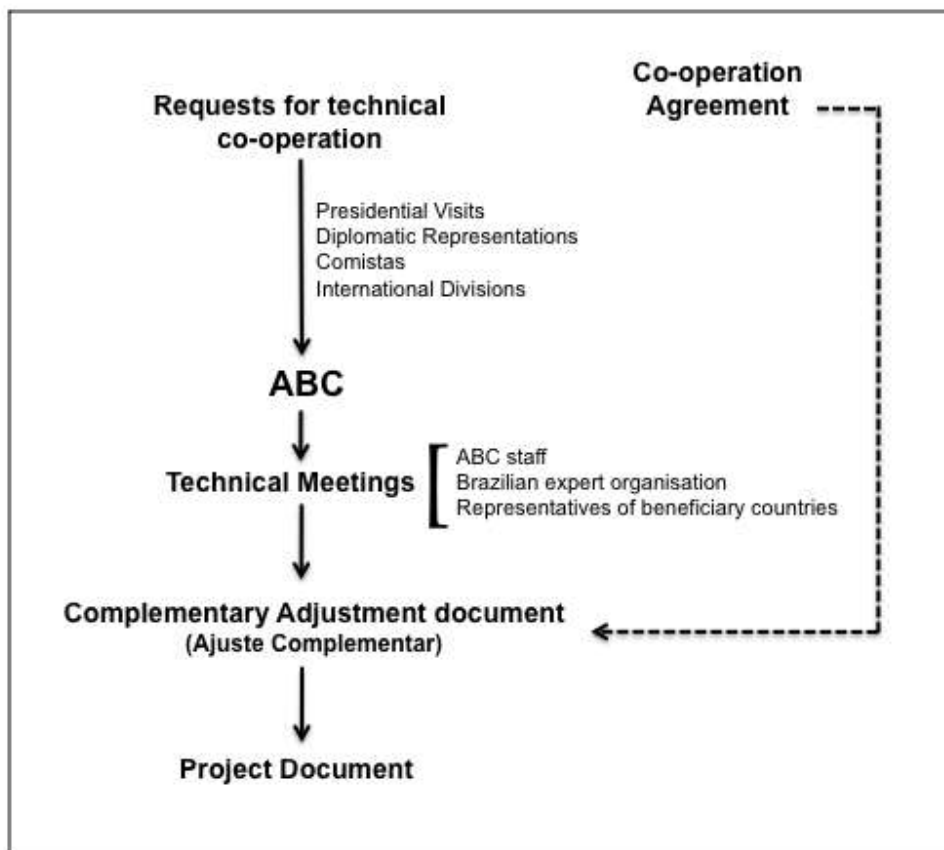 Requests for technical
co-operation
Co-operation
Agreement
Presidential Visits
Diplomatic Representations
Comistas
International Divisions
ABC
Technical Meetings
ABC staff
Brazilian expert organisation
Representatives of beneficiary countries
Complementary Adjustment document
(Ajuste Complementar)
Project Document